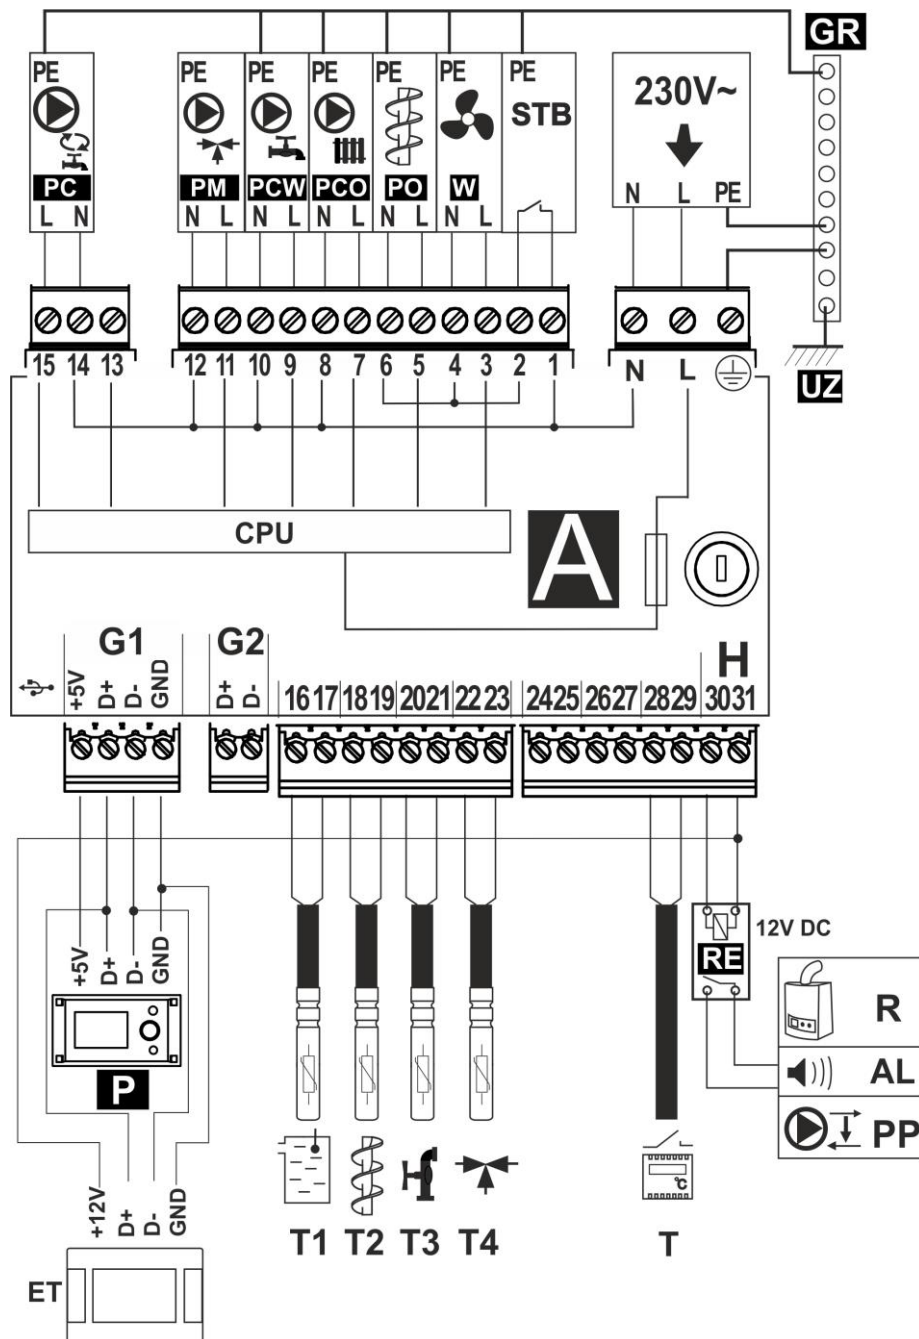 GR
PE PE PE PE PE PE PE
230V~
STB
PC PM PCW PCO PO W
N L PE
L N N L N L N L N L N L
15 14 13 12 11 10 9 8 7 6 5 4 3 2 1 N L
UZ
CPU
A
G1 G2 H
+5V D+ D- GND D+ D- 16 17 18 19 20 21 22 23 24 25 26 27 28 29 30 31
12V DC
RE
+5V D+ D- GND
R
AL
P
PP
°C
+12V D+ D- GND
T1 T2 T3 T4 T
ET